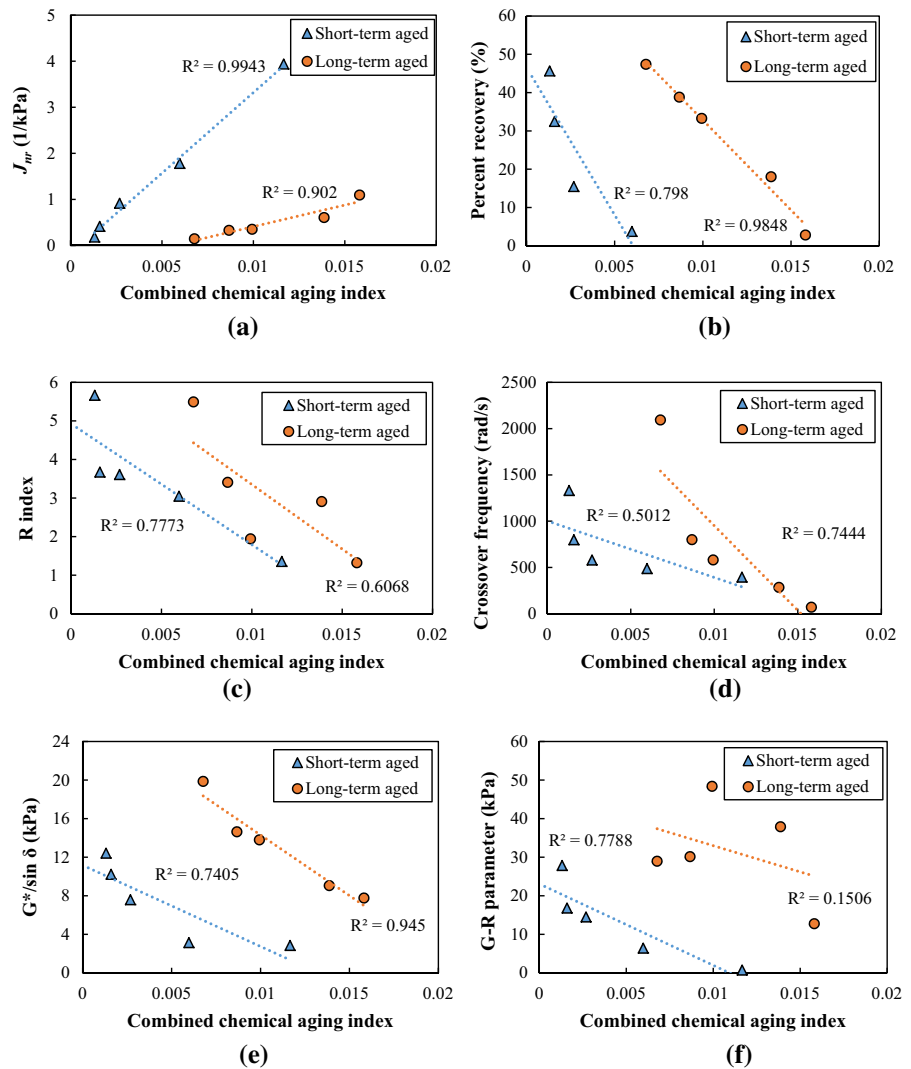 5
4
3
2
1
0
J_nr (1/kPa)
Short-term aged
Long-term aged
R² = 0.9943
R² = 0.902
0 0.005 0.01 0.015 0.02
Combined chemical aging index
(a)
60
50
40
30
20
10
0
Percent recovery (%)
Short-term aged
Long-term aged
R² = 0.798
R² = 0.9848
0 0.005 0.01 0.015 0.02
Combined chemical aging index
(b)
6
5
4
3
2
1
0
R index
Short-term aged
Long-term aged
R² = 0.7773
R² = 0.6068
0 0.005 0.01 0.015 0.02
Combined chemical aging index
(c)
2500
2000
1500
1000
500
0
Crossover frequency (rad/s)
Short-term aged
Long-term aged
R² = 0.5012
R² = 0.7444
0 0.005 0.01 0.015 0.02
Combined chemical aging index
(d)
24
20
16
12
8
4
0
G*/sin δ (kPa)
Short-term aged
Long-term aged
R² = 0.7405
R² = 0.945
0 0.005 0.01 0.015 0.02
Combined chemical aging index
(e)
60
50
40
30
20
10
0
G-R parameter (kPa)
Short-term aged
Long-term aged
R² = 0.7788
R² = 0.1506
0 0.005 0.01 0.015 0.02
Combined chemical aging index
(f)